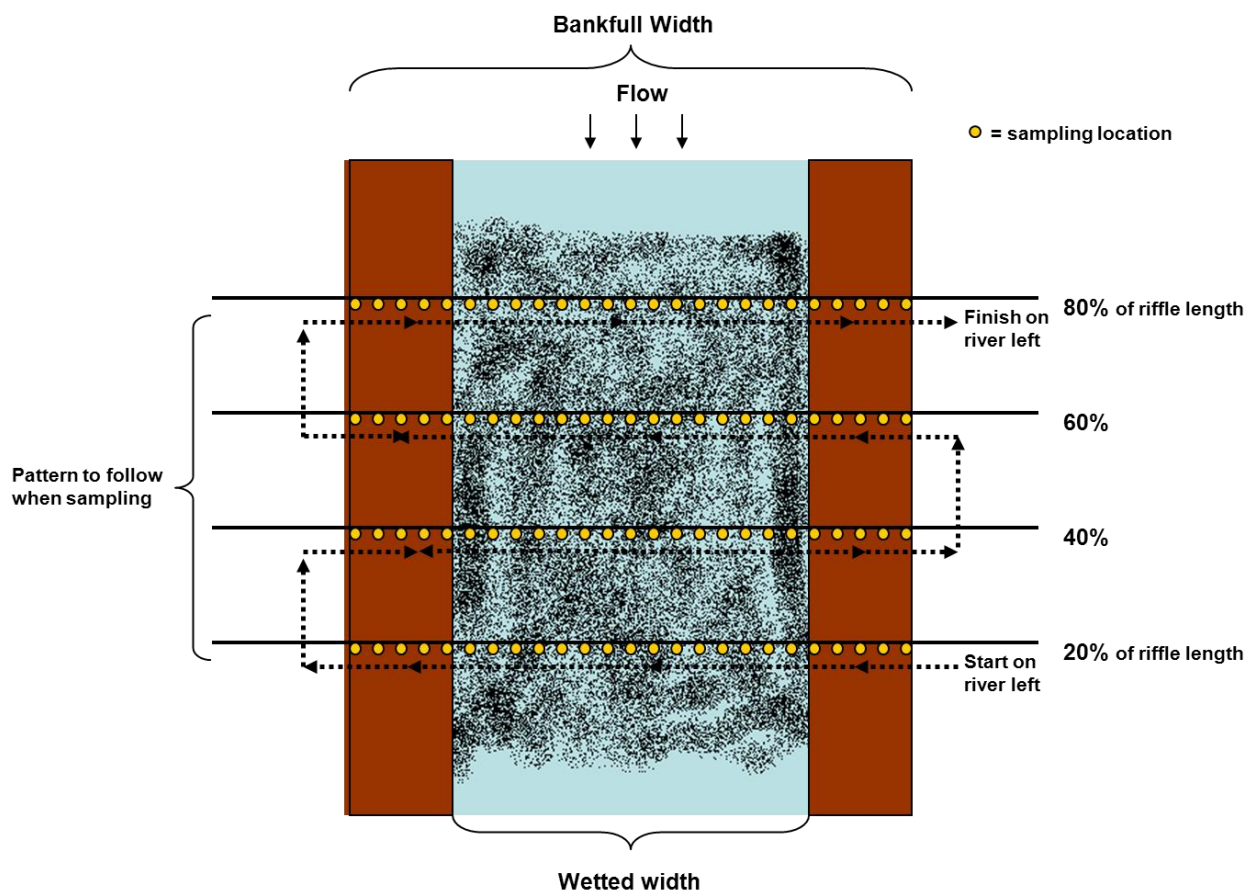 Bankfull Width
Flow
= sampling location
80% of riffle length
Finish on
river left
60%
Pattern to follow
when sampling
40%
20% of riffle length
Start on
river left
Wetted width